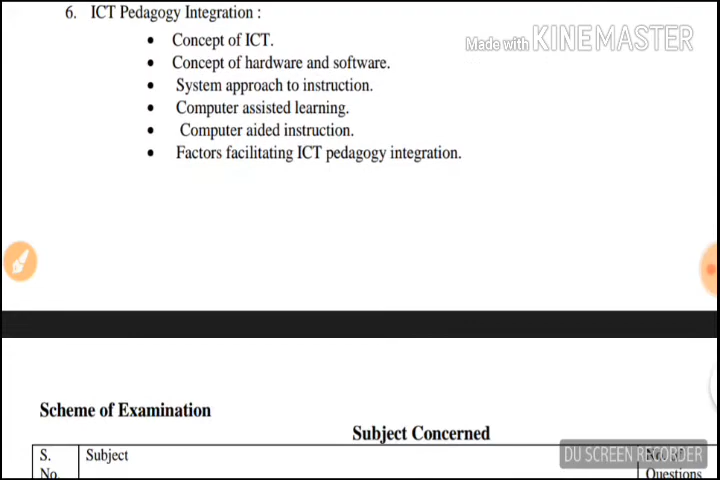 6. ICT Pedagogy Integration :
Made with KINEMASTER
• Concept of ICT.
• Concept of hardware and software.
• System approach to instruction.
• Computer assisted learning.
• Computer aided instruction.
• Factors facilitating ICT pedagogy integration.
Scheme of Examination
Subject Concerned
S. No.
Subject
Questions
DU SCREEN RECORDER